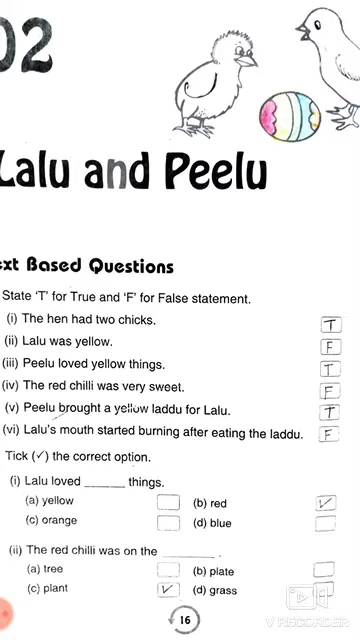 02
Lalu and Peelu
ext Based Questions
State 'T' for True and 'F' for False statement.
(i) The hen had two chicks. T
(ii) Lalu was yellow. F
(iii) Peelu loved yellow things. T
(iv) The red chilli was very sweet. F
(v) Peelu brought a yellow laddu for Lalu. T
(vi) Lalu's mouth started burning after eating the laddu. F
Tick (✓) the correct option.
(i) Lalu loved _______ things.
(a) yellow (b) red ✓
(c) orange (d) blue
(ii) The red chilli was on the _________.
(a) tree (b) plate
(c) plant ✓ (d) grass
16
V RECORDER